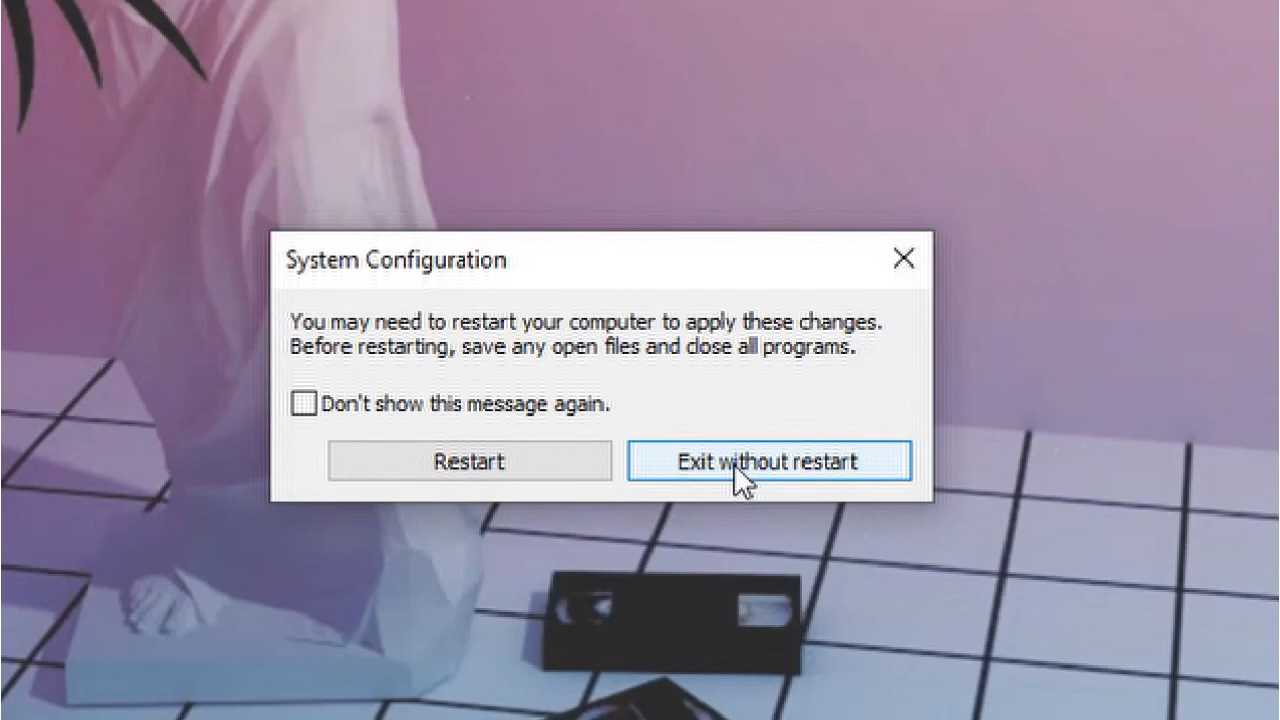 System Configuration
You may need to restart your computer to apply these changes.
Before restarting, save any open files and close all programs.
Don't show this message again.
Restart
Exit without restart